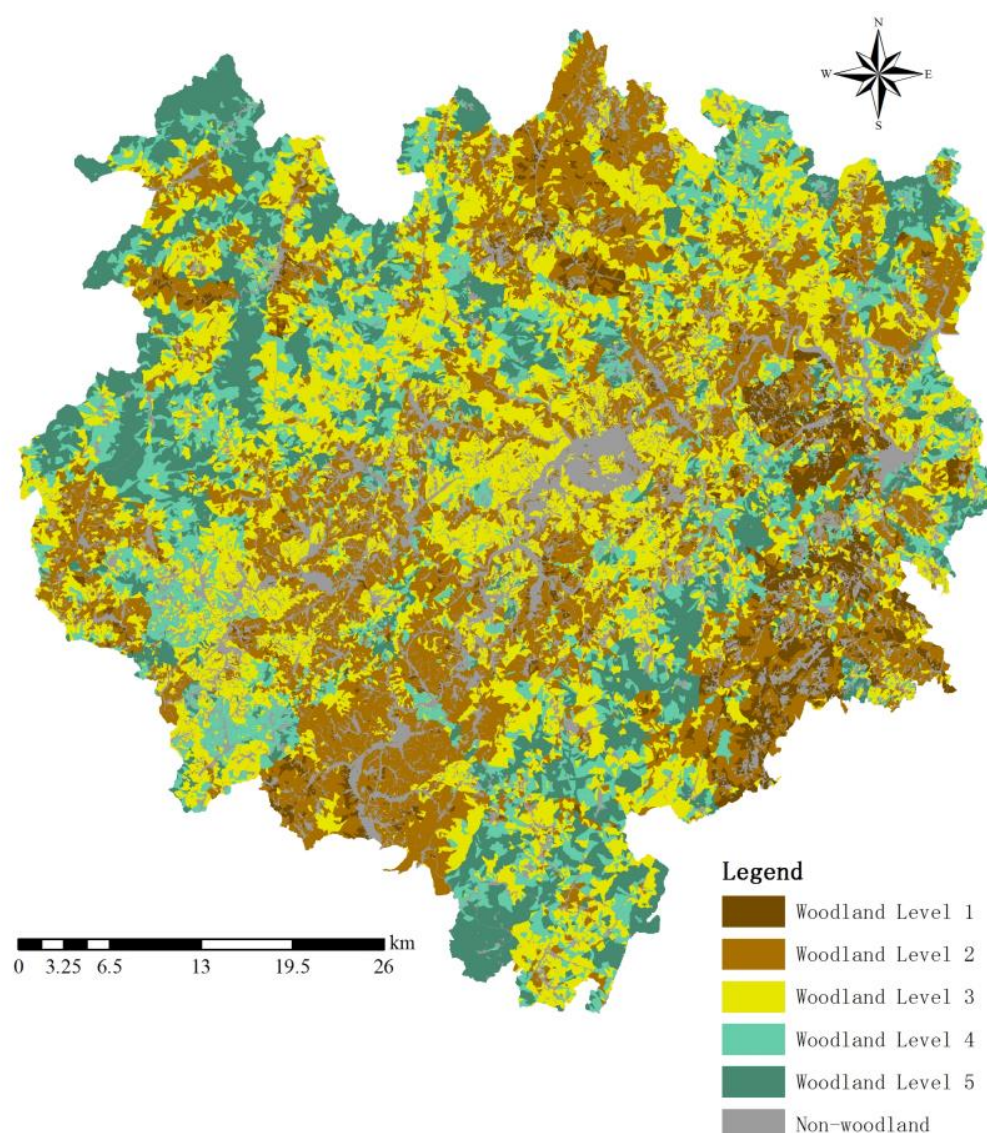 N
W E
S
Legend
Woodland Level 1
Woodland Level 2
Woodland Level 3
Woodland Level 4
Woodland Level 5
Non-woodland
km
0 3.25 6.5 13 19.5 26